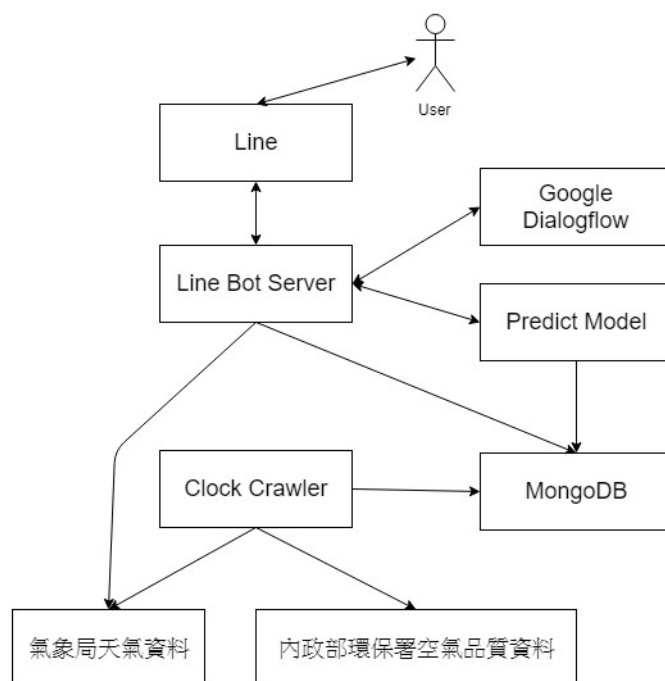 User
Line
Google
Dialogflow
Line Bot Server
Predict Model
Clock Crawler
MongoDB
氣象局天氣資料
內政部環保署空氣品質資料